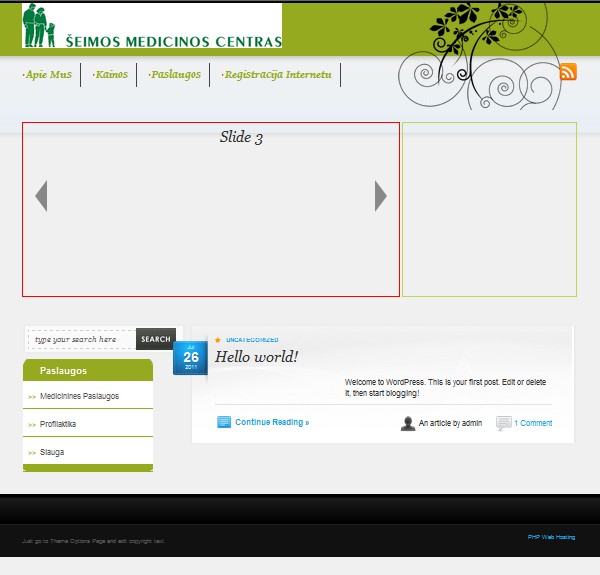 ŠEIMOS MEDICINOS CENTRAS
·Apie Mus
·Kainos
·Paslaugos
·Registracija Internetu
Slide 3
type your search here
SEARCH
Jul
26
2011
UNCATEGORIZED
Hello world!
Welcome to WordPress. This is your first post. Edit or delete
it, then start blogging!
Continue Reading »
An article by admin
1 Comment
Paslaugos
>> Medicininės Paslaugos
>> Profilaktika
>> Slauga
Just go to Theme Options Page and edit copyright text
PHP Web Hosting